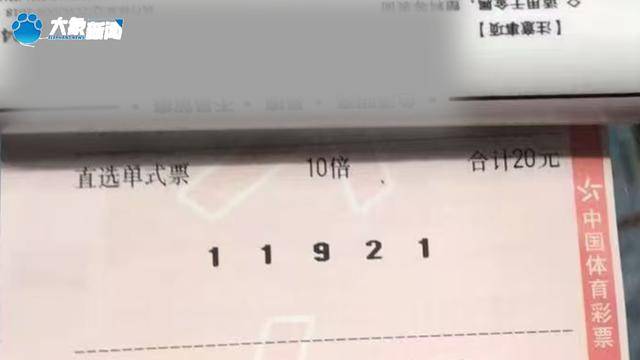 大象新闻
ELEPHANTNEWS
【注意事项】
直选单式票 10倍 合计20元
1 1 9 2 1
中国体育彩票